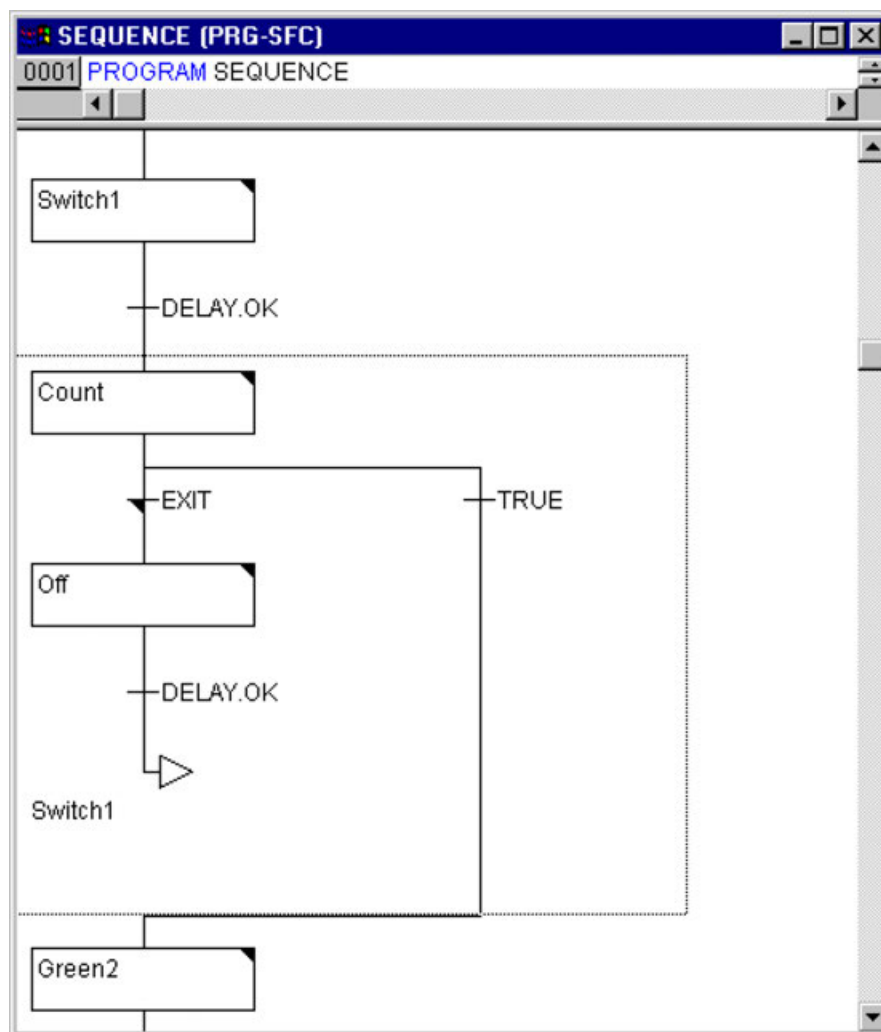 SEQUENCE (PRG-SFC)
0001 PROGRAM SEQUENCE
Switch1
DELAY.OK
Count
EXIT TRUE
Off
DELAY.OK
Switch1
Green2